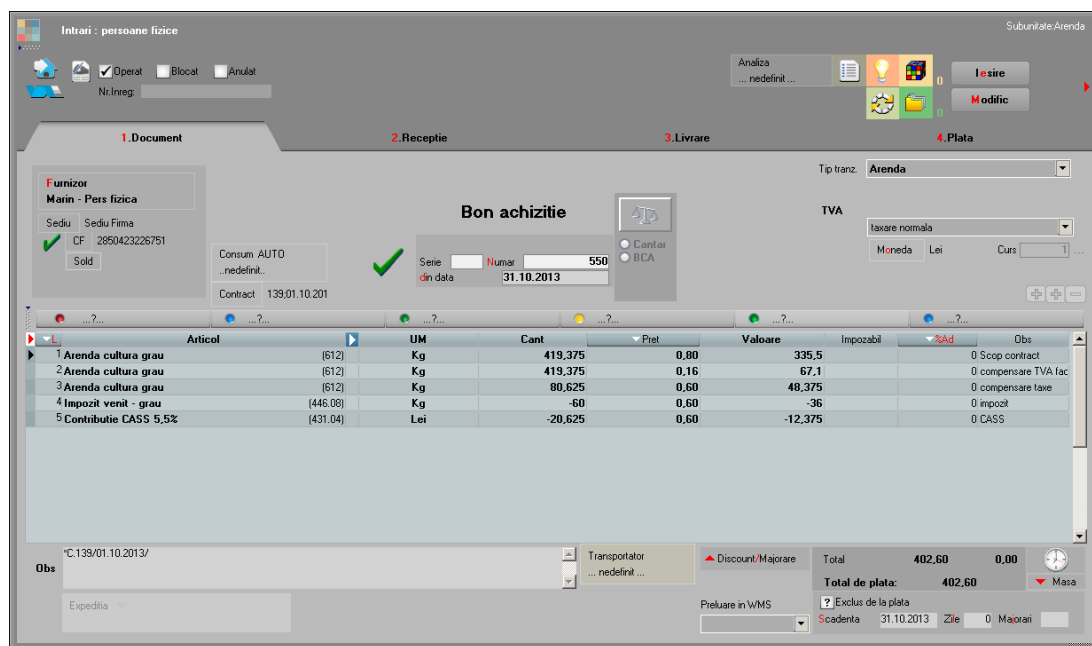 Intrari : persoane fizice
Subunitate:Arenda
Operat Blocat Anulat
Nr.Inreg:
Analiza
... nedefinit ...
0
0
Iesire
Modific
1.Document 2.Receptie 3.Livrare 4.Plata
Furnizor
Marin - Pers fizica
Sediu Sediu Firma
CF 2850423226751
Sold
Consum AUTO
..nedefinit..
Contract 139;01.10.201
Bon achizitie
Serie Numar 550
din data 31.10.2013
Cantar
BCA
Tip tranz. Arenda
TVA
taxare normala
Moneda Lei Curs 1 ...
...?... ...?... ...?... ...?... ...?... ...?...
L Articol UM Cant Pret Valoare Impozabil %Ad Obs
1 Arenda cultura grau (612) Kg 419,375 0,80 335,5 0 Scop contract
2 Arenda cultura grau (612) Kg 419,375 0,16 67,1 0 compensare TVA fac
3 Arenda cultura grau (612) Kg 80,625 0,60 48,375 0 compensare taxe
4 Impozit venit - grau (446.08) Kg -60 0,60 -36 0 impozit
5 Contributie CASS 5,5% (431.04) Lei -20,625 0,60 -12,375 0 CASS
Obs
"C.139/01.10.2013/
Transportator
... nedefinit ...
Discount/Majorare
Total 402,60 0,00
Total de plata: 402,60
Masa
Expeditia
Preluare in WMS
? Exclus de la plata
Scadenta 31.10.2013 Zile 0 Majorari